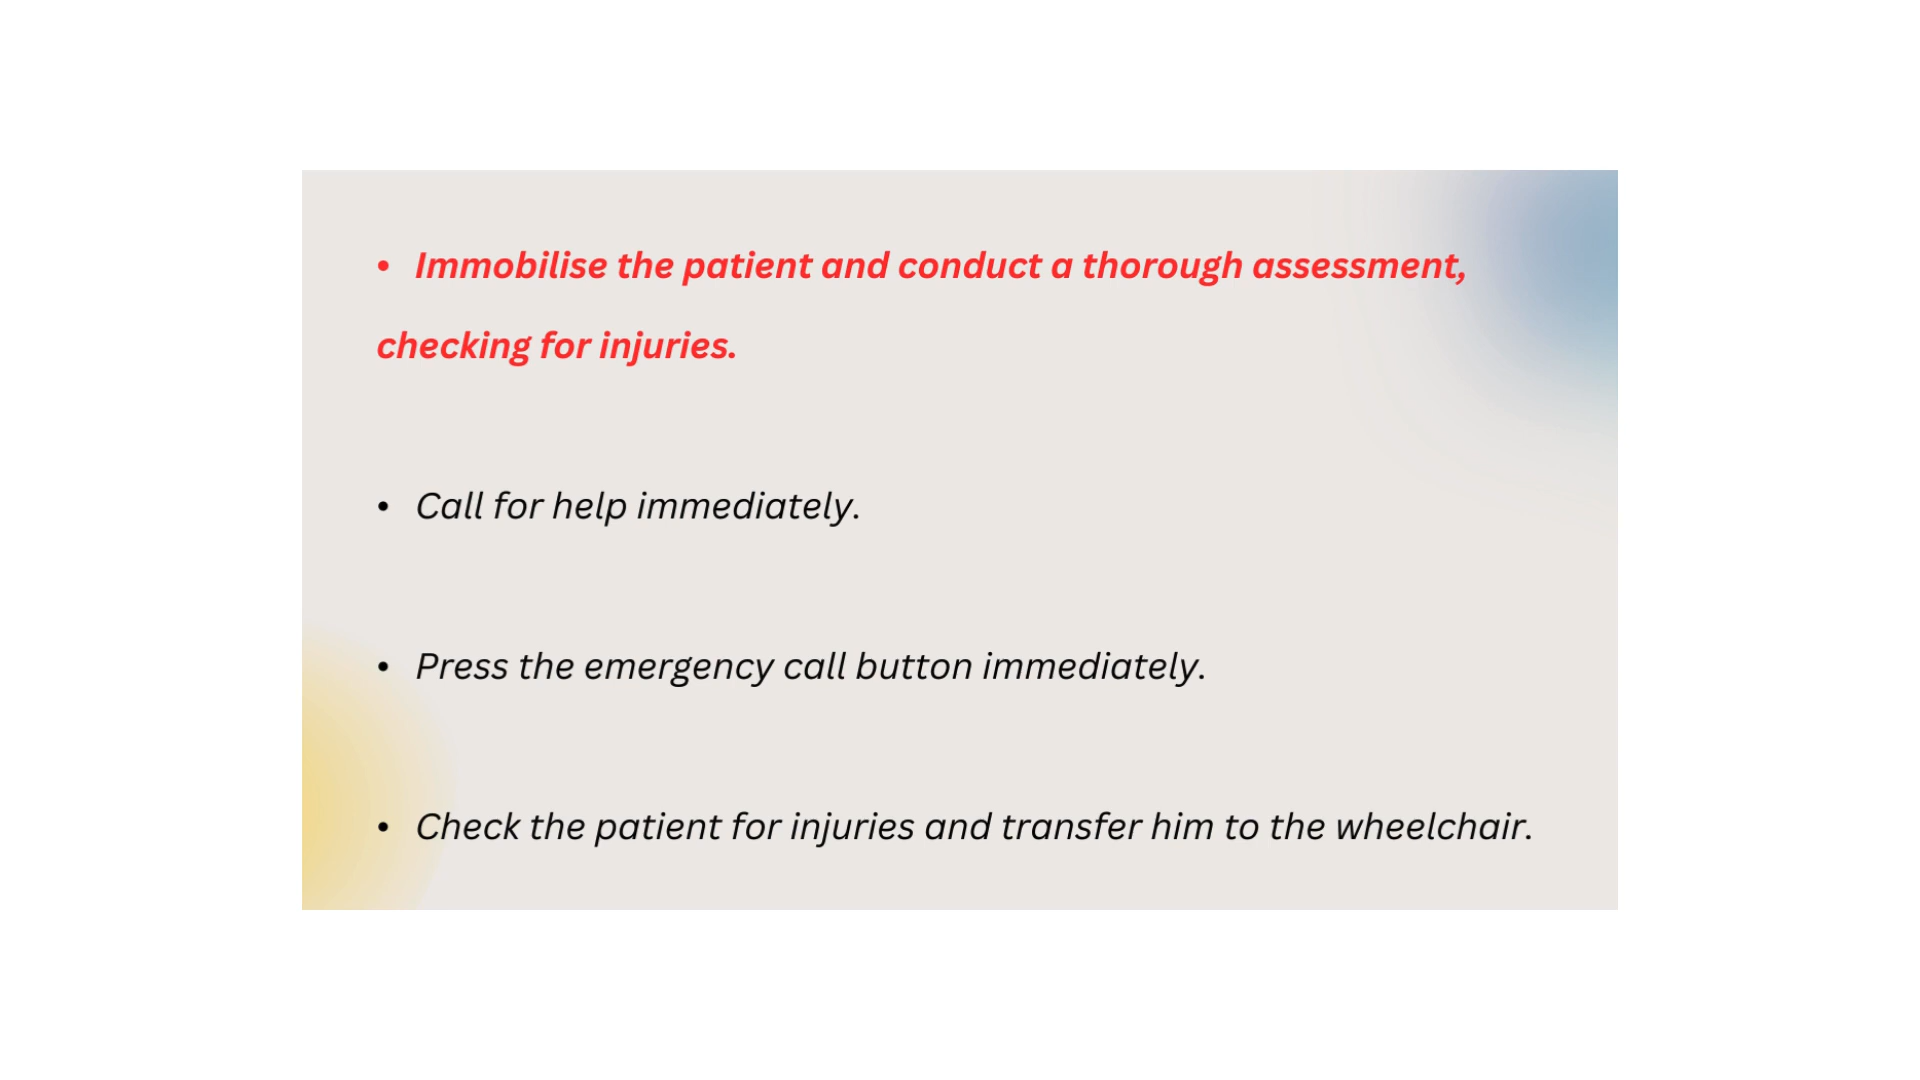 • Immobilise the patient and conduct a thorough assessment,
checking for injuries.
• Call for help immediately.
• Press the emergency call button immediately.
• Check the patient for injuries and transfer him to the wheelchair.